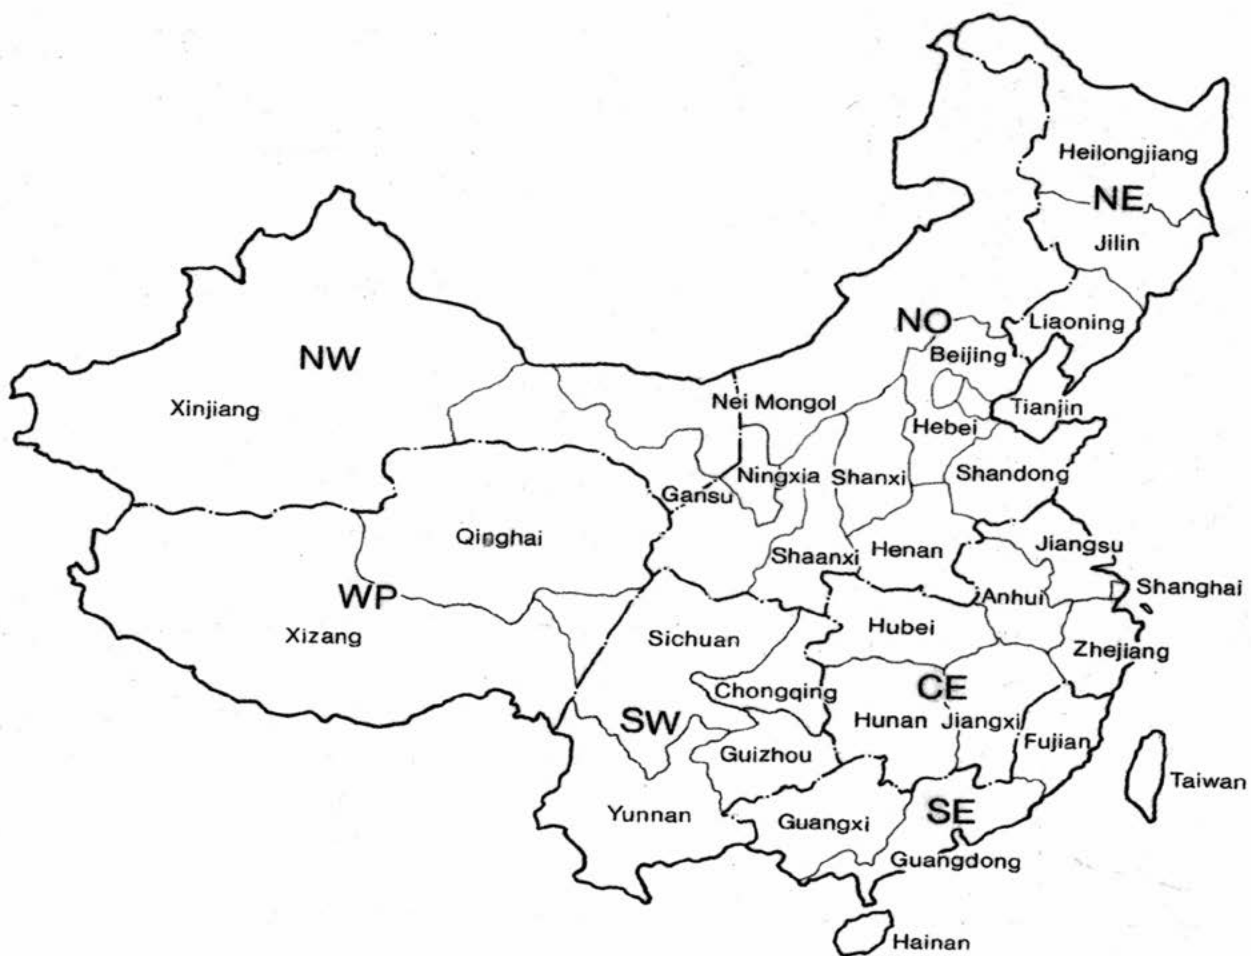 Heilongjiang
NE
Jilin
NO
Liaoning
Beijing
NW
Xinjiang
Nei Mongol
Tianjin
Hebei
Ningxia
Shanxi
Shandong
Gansu
Qinghai
Shaanxi
Henan
Jiangsu
WP
Anhui
Shanghai
Xizang
Sichuan
Hubei
Zhejiang
Chongqing
CE
SW
Hunan
Jiangxi
Fujian
Guizhou
Taiwan
Yunnan
Guangxi
SE
Guangdong
Hainan